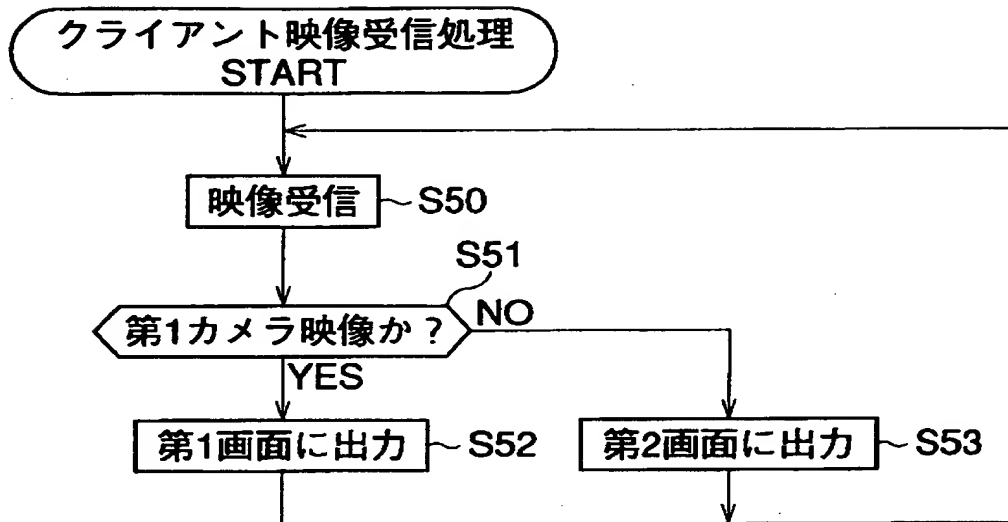 クライアント映像受信処理
START
映像受信
S50
S51
第1カメラ映像か?
NO
YES
第1画面に出力
S52
第2画面に出力
S53